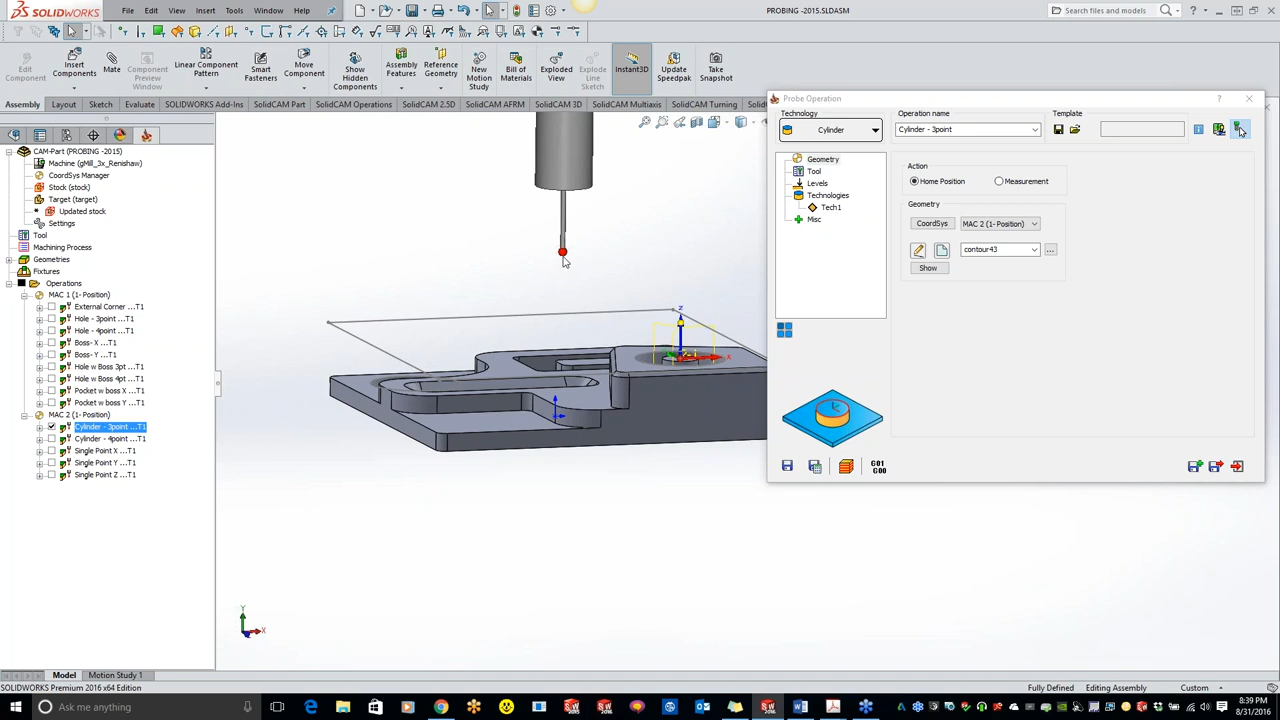 SOLIDWORKS File Edit View Insert Tools Window Help PROBING -2015.SLDASM Search files and models
Edit Component
Insert Components
Mate
Component Preview Window
Linear Component Pattern
Smart Fasteners
Move Component
Show Hidden Components
Assembly Features
Reference Geometry
New Motion Study
Bill of Materials
Exploded View
Explode Line Sketch
Instant3D
Update Speedpak
Take Snapshot
Assembly Layout Sketch Evaluate SOLIDWORKS Add-Ins SolidCAM Part SolidCAM Operations SolidCAM 2.5D SolidCAM AFRM SolidCAM 3D SolidCAM Multiaxis SolidCAM Turning
CAM-Part (PROBING -2015)
Machine (gMill_3x_Renishaw)
CoordSys Manager
Stock (stock)
Target (target)
Updated stock
Settings
Tool
Machining Process
Geometries
Fixtures
Operations
MAC 1 (1- Position)
External Corner ...T1
Hole - 3point ...T1
Hole - 4point ...T1
Boss- X ...T1
Boss- Y ...T1
Hole w Boss 3pt ...T1
Hole w Boss 4pt ...T1
Pocket w boss X ...T1
Pocket w boss Y ...T1
MAC 2 (1- Position)
Cylinder - 3point ...T1
Cylinder - 4point ...T1
Single Point X ...T1
Single Point Y ...T1
Single Point Z ...T1
Probe Operation
Technology
Cylinder
Operation name
Cylinder - 3point
Template
Geometry
Tool
Levels
Technologies
Tech1
Misc
Action
Home Position Measurement
Geometry
CoordSys MAC 2 (1- Position)
contour43
Show
G01
G00
Z
X
Y
X
Model Motion Study 1
SOLIDWORKS Premium 2016 x64 Edition Fully Defined Editing Assembly Custom
Ask me anything
8:39 PM
8/31/2016